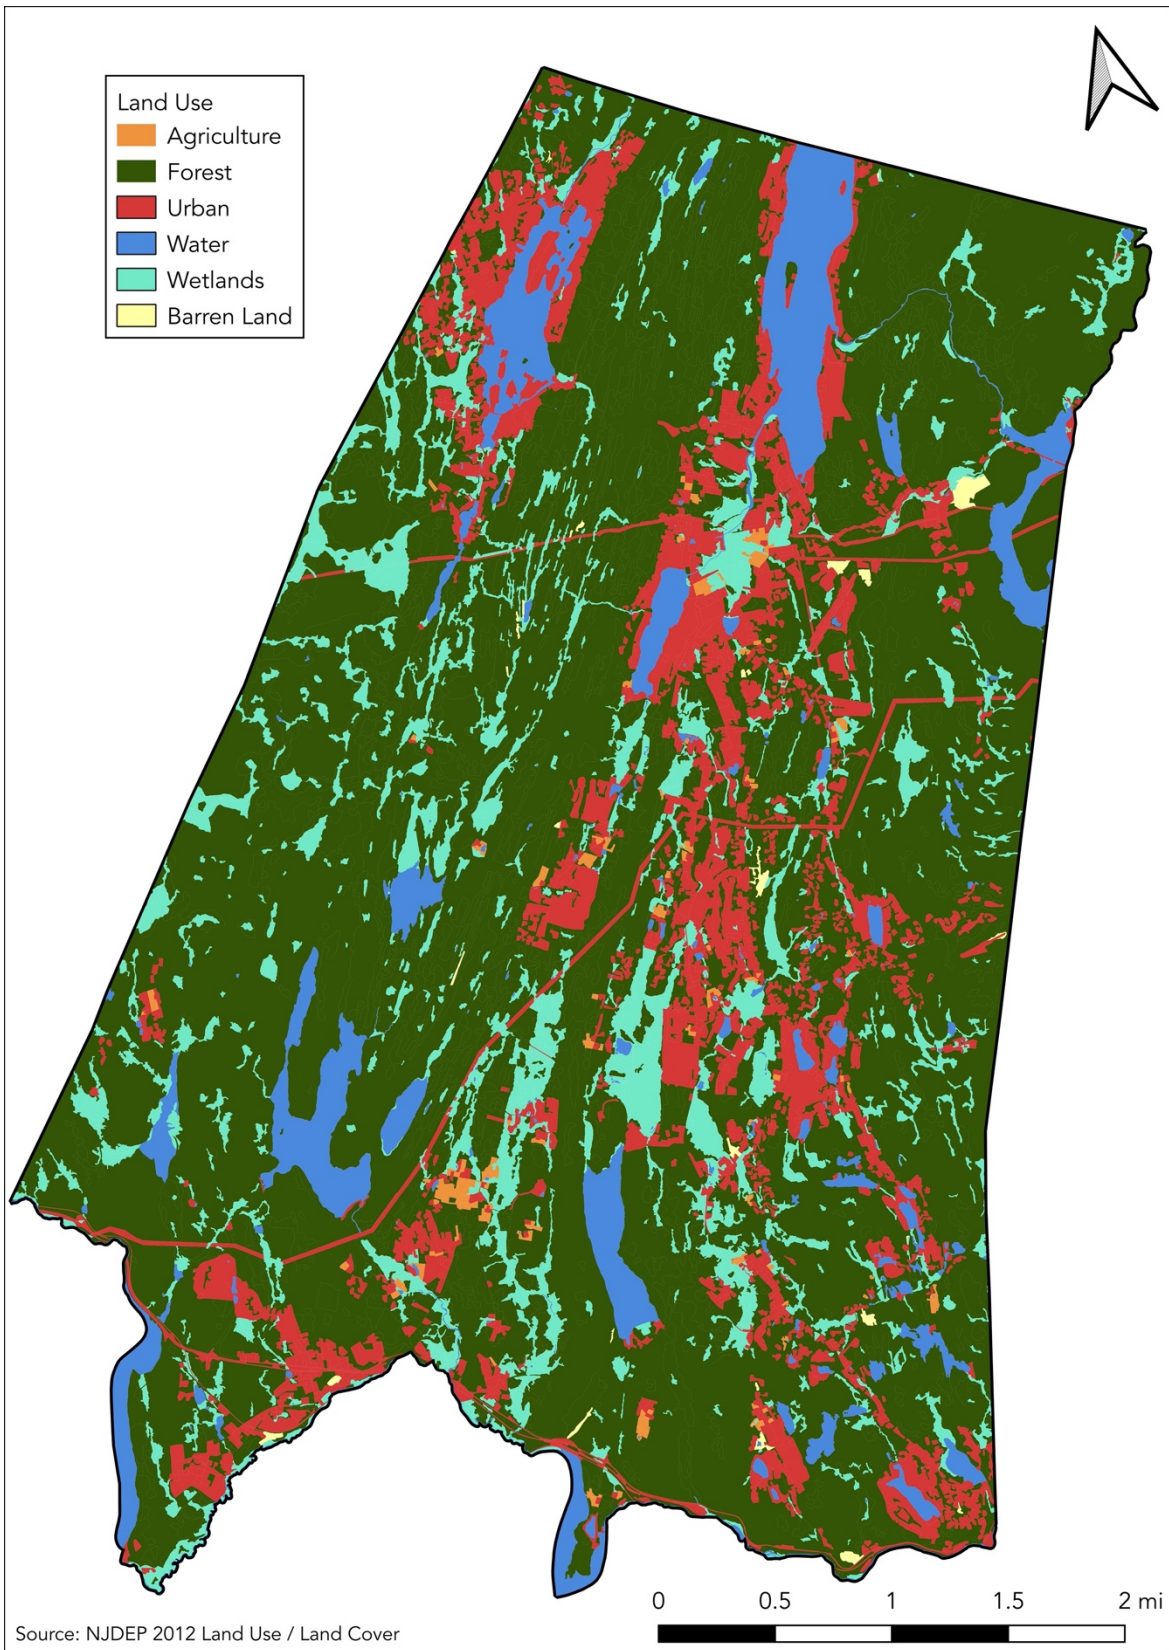 Land Use
Agriculture
Forest
Urban
Water
Wetlands
Barren Land
0 0.5 1 1.5 2 mi
Source: NJDEP 2012 Land Use / Land Cover